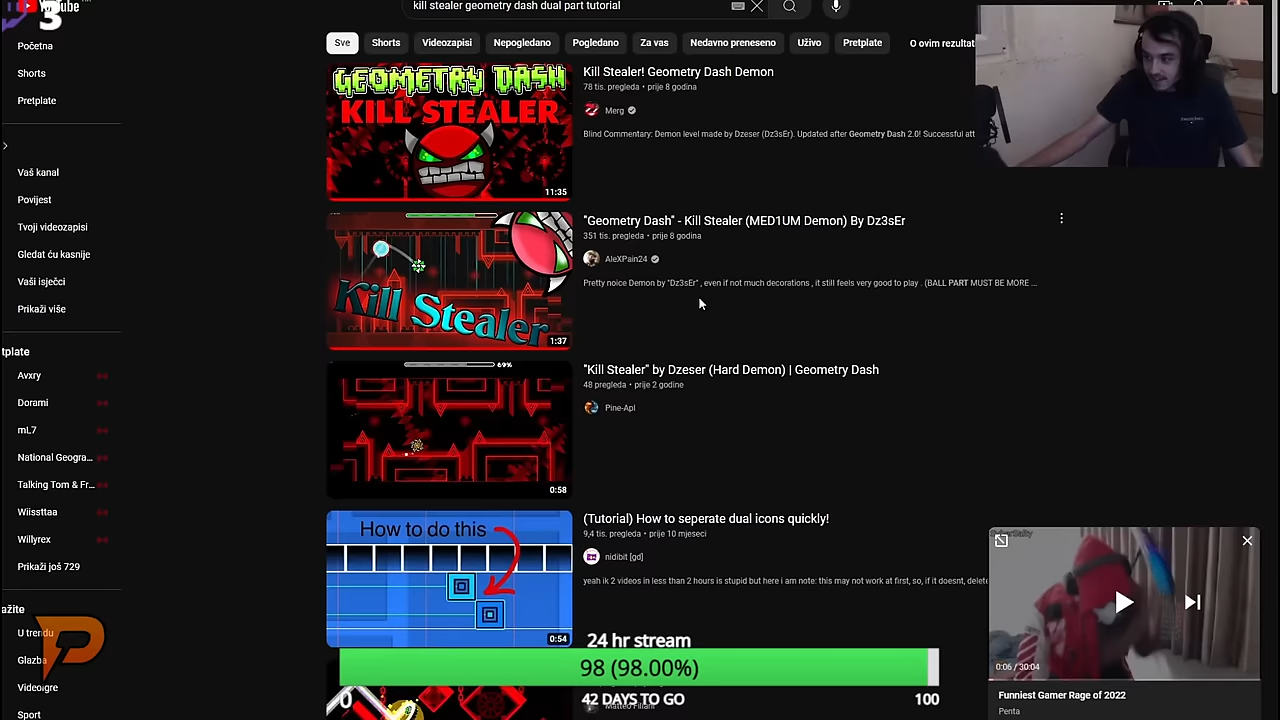 3
YouTube
kill stealer geometry dash dual part tutorial
Sve
Shorts
Videozapisi
Nepogledano
Pogledano
Za vas
Nedavno preneseno
Uživo
Pretplate
O ovim rezultat
Početna
Shorts
Pretplate
Vaš kanal
Povijest
Tvoji videozapisi
Gledat ću kasnije
Vaši isječci
Prikaži više
tplate
Avxry
Dorami
mL7
National Geogra...
Talking Tom & Fr...
Wiissttaa
Willyrex
Prikaži još 729
ažite
U trendu
Glazba
Videoigre
Sport
GEOMETRY DASH
KILL STEALER
11:35
Kill Stealer! Geometry Dash Demon
78 tis. pregleda • prije 8 godina
Merg
Blind Commentary: Demon level made by Dzeser (Dz3sEr). Updated after Geometry Dash 2.0! Successful att
Kill Stealer
1:37
"Geometry Dash" - Kill Stealer (MED1UM Demon) By Dz3sEr
351 tis. pregleda • prije 8 godina
AleXPain24
Pretty noice Demon by "Dz3sEr" , even if not much decorations , it still feels very good to play . (BALL PART MUST BE MORE ...
69%
0:58
"Kill Stealer" by Dzeser (Hard Demon) | Geometry Dash
48 pregleda • prije 2 godine
Pine-Apl
How to do this
0:54
(Tutorial) How to seperate dual icons quickly!
9,4 tis. pregleda • prije 10 mjeseci
nidibit [gd]
yeah ik 2 videos in less than 2 hours is stupid but here i am note: this may not work at first, so, if it doesnt, delete
24 hr stream
98 (98.00%)
0
42 DAYS TO GO
100
0:06 / 30:04
Funniest Gamer Rage of 2022
Penta